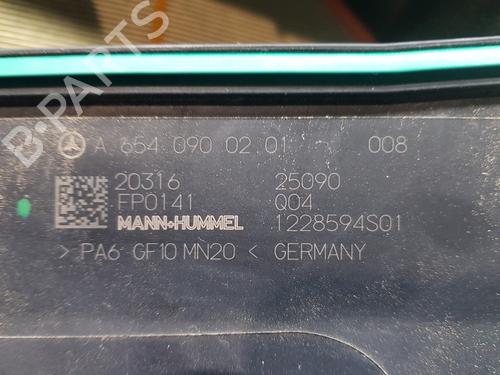 B-PARTS
A 654 090 02 01 008
20316 25090
FP0141 Q04
MANN+HUMMEL 1228594S01
> PA6 GF10 MN20 < GERMANY